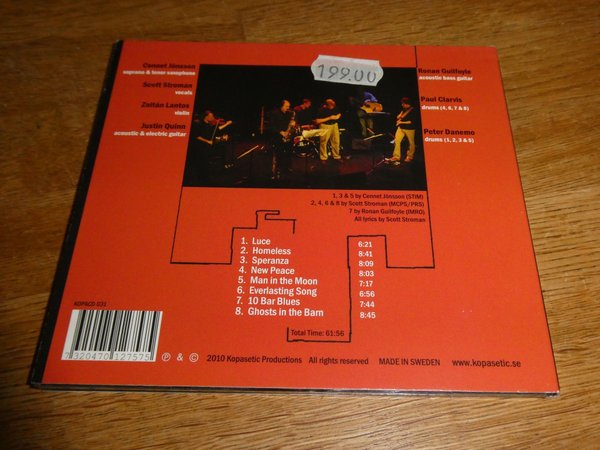 Cennet Jónsson
soprano & tenor saxophone
Scott Stroman
vocals
Zoltán Lantos
violin
Justin Quinn
acoustic & electric guitar
199.00
Ronan Guilfoyle
acoustic bass guitar
Paul Clarvis
drums (4, 6, 7 & 8)
Peter Danemo
drums (1, 2, 3 & 5)
1, 3 & 5 by Cennet Jönsson (STIM)
2, 4, 6 & 8 by Scott Stroman (MCPS/PRS)
7 by Ronan Guilfoyle (IMRO)
All lyrics by Scott Stroman
1. Luce 6:21
2. Homeless 8:41
3. Speranza 8:09
4. New Peace 8:03
5. Man in the Moon 7:17
6. Everlasting Song 6:56
7. 10 Bar Blues 7:44
8. Ghosts in the Barn 8:45
Total Time: 61:56
KOPACD 031
7 320470 127575
℗ & © 2010 Kopasetic Productions All rights reserved MADE IN SWEDEN www.kopasetic.se